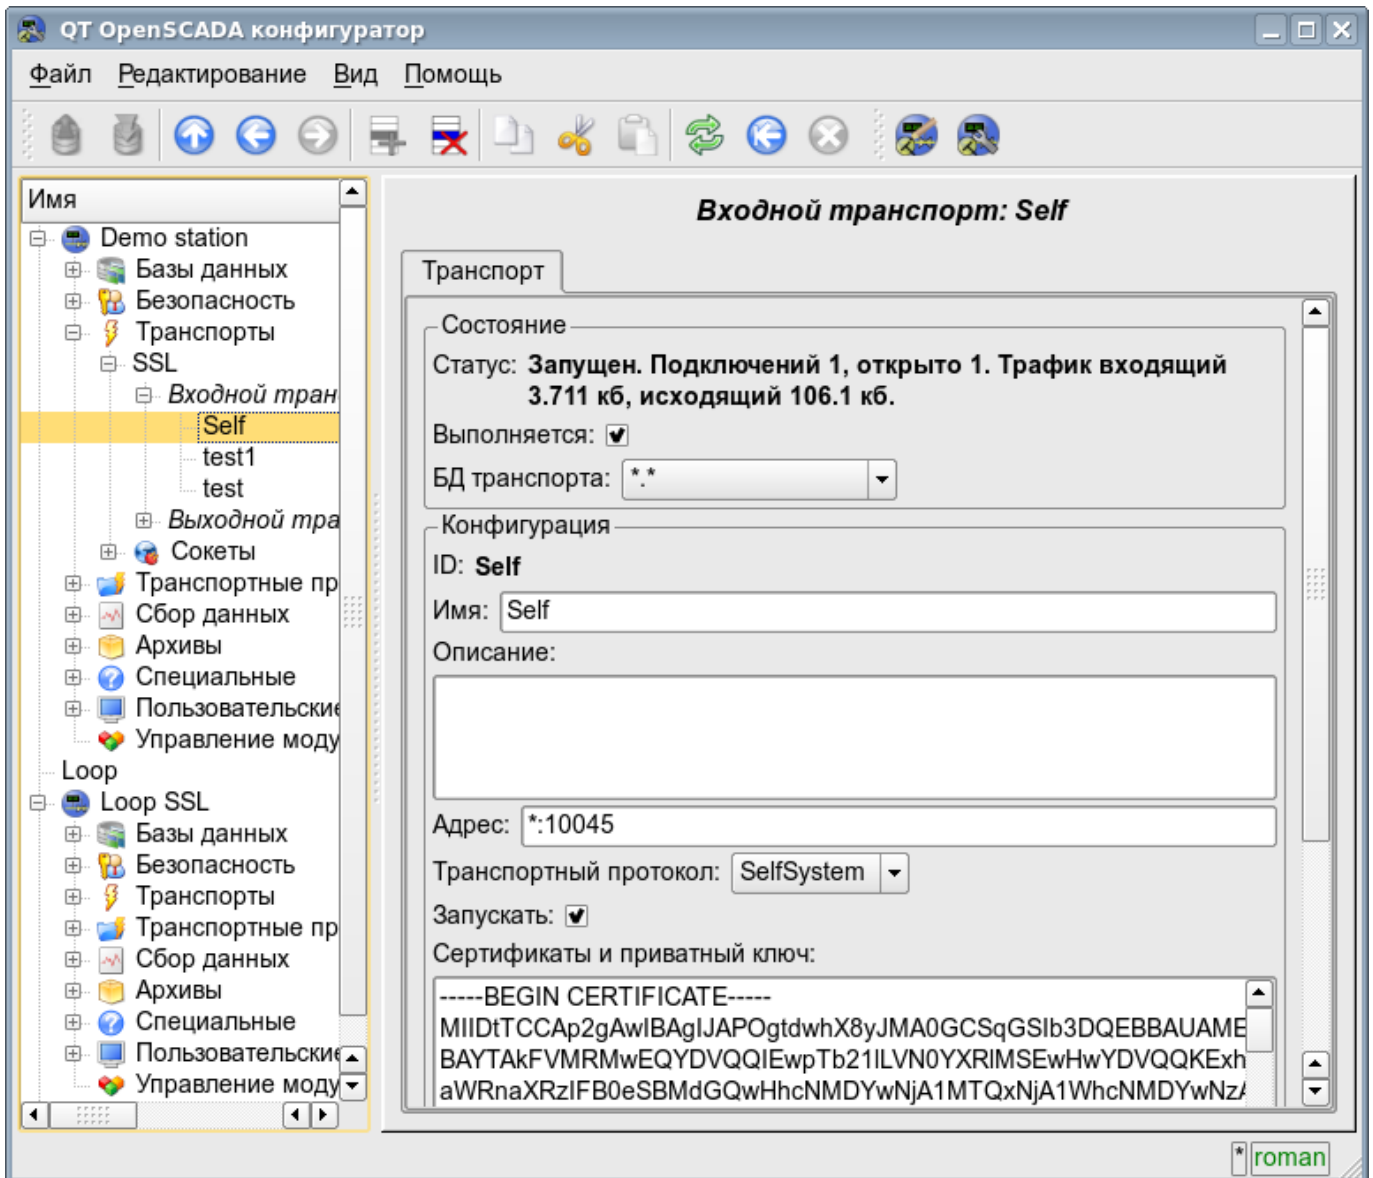 QT OpenSCADA конфигуратор
Файл Редактирование Вид Помощь
Имя
Demo station
Базы данных
Безопасность
Транспорты
SSL
Входной тран
Self
test1
test
Выходной тра
Сокеты
Транспортные пр
Сбор данных
Архивы
Специальные
Пользовательские
Управление моду
Loop
Loop SSL
Базы данных
Безопасность
Транспорты
Транспортные пр
Сбор данных
Архивы
Специальные
Пользовательские
Управление моду
Входной транспорт: Self
Транспорт
Состояние
Статус: Запущен. Подключений 1, открыто 1. Трафик входящий
3.711 кб, исходящий 106.1 кб.
Выполняется:
БД транспорта: *.*
Конфигурация
ID: Self
Имя: Self
Описание:
Адрес: *:10045
Транспортный протокол: SelfSystem
Запускать:
Сертификаты и приватный ключ:
-----BEGIN CERTIFICATE-----
MIIDtTCCAp2gAwIBAgIJAPOgtdwhX8yJMA0GCSqGSIb3DQEBBAUAME
BAYTAkFVMRMwEQYDVQQIEwpTb21lLVN0YXRlMSEwHwYDVQQKExh
aWRnaXRzIFB0eSBMdGQwHhcNMDYwNjA1MTQxNjA1WhcNMDYwNzA
* roman